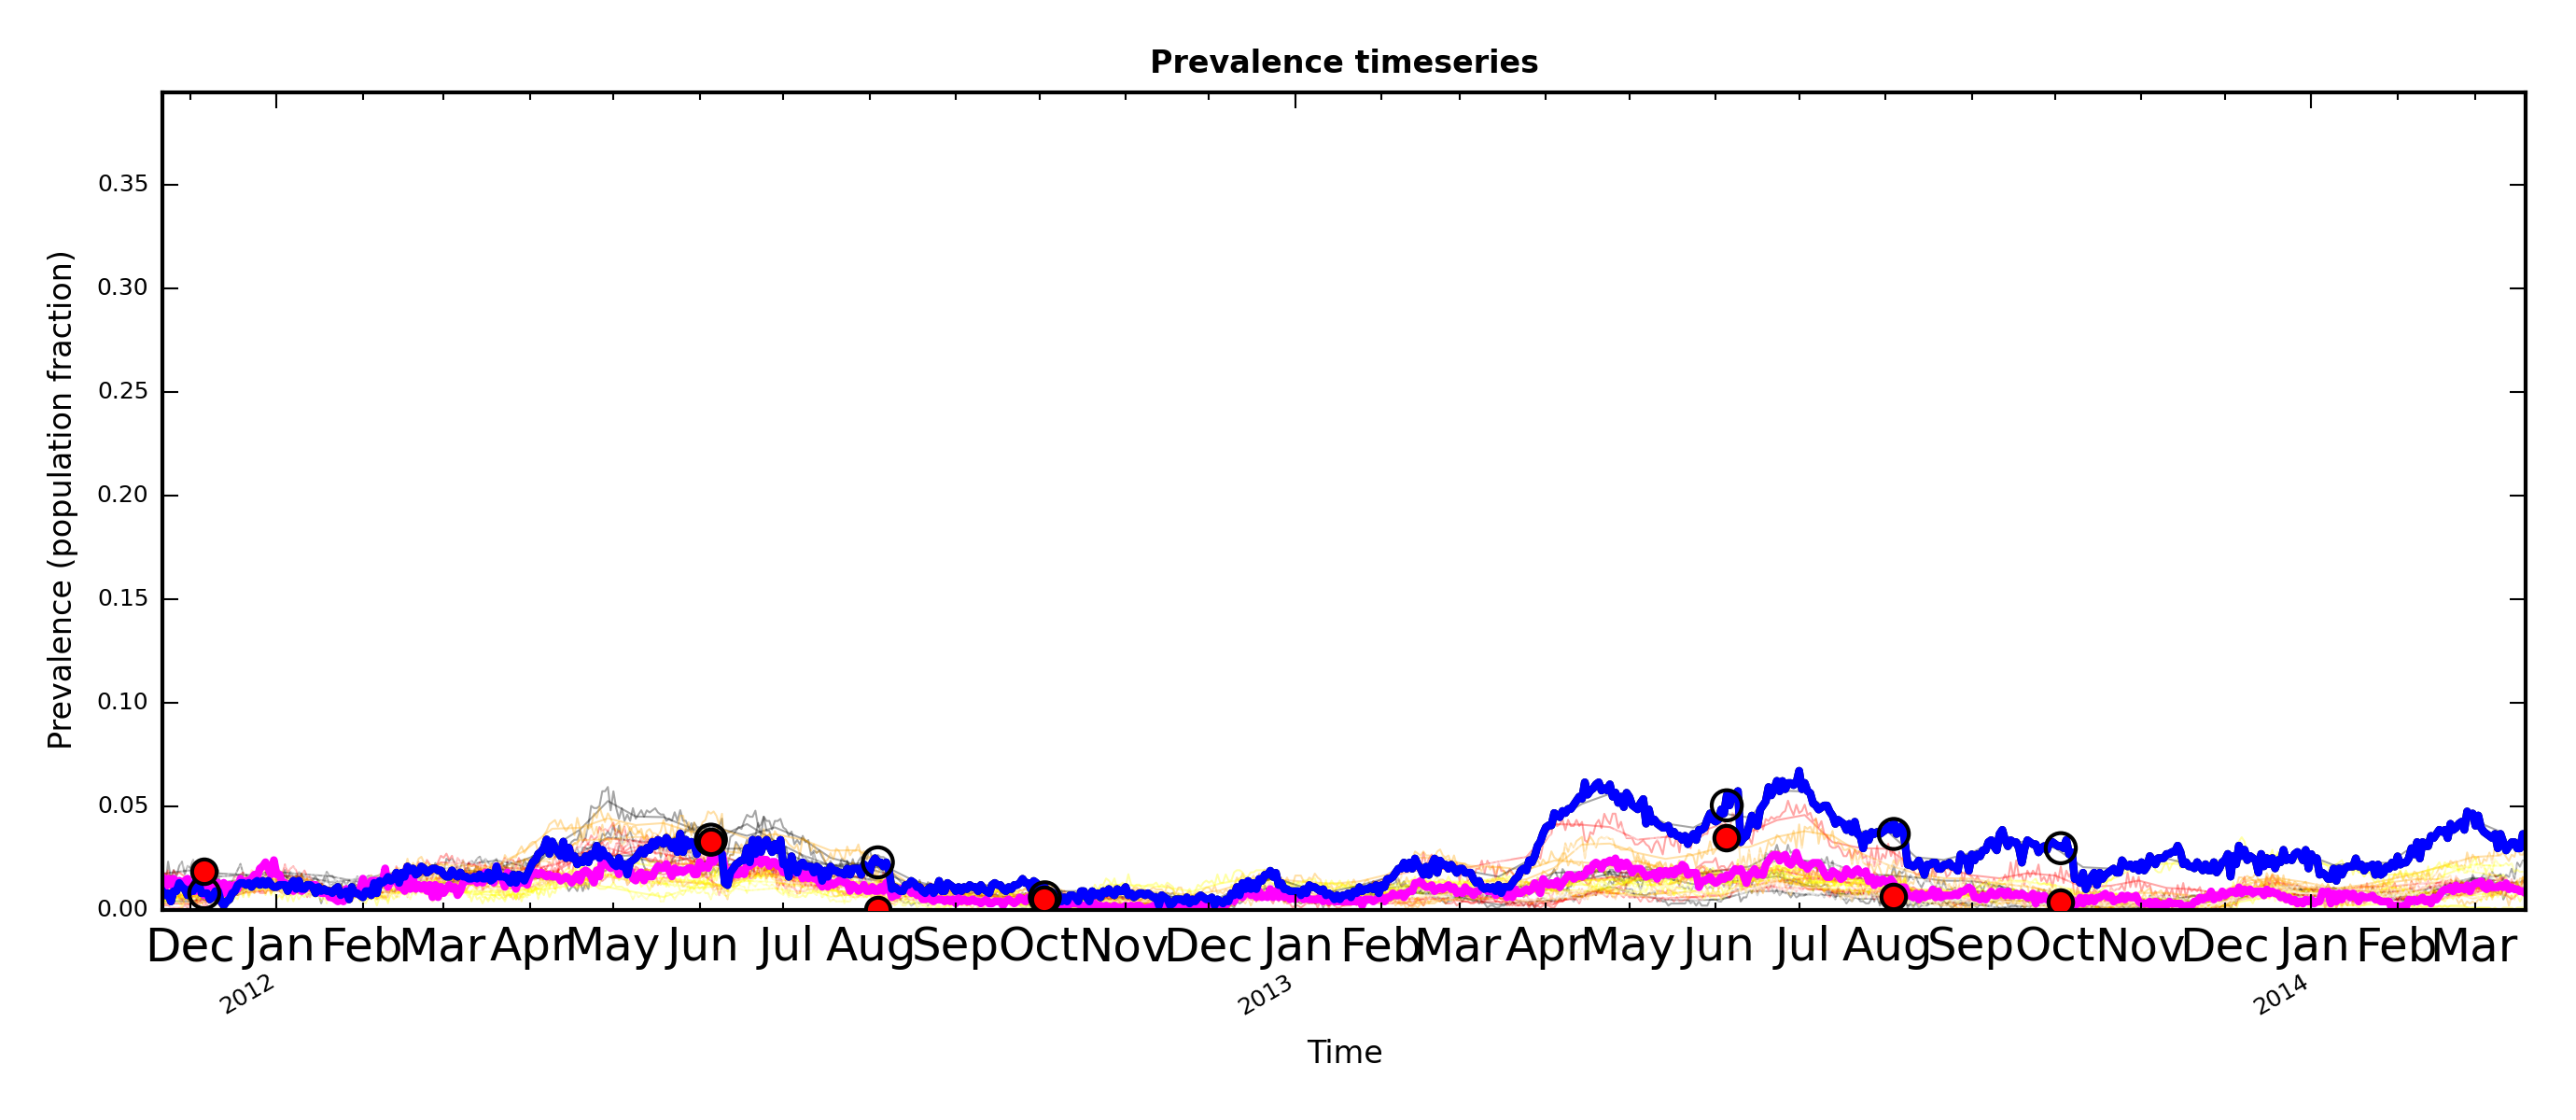 Prevalence timeseries
Prevalence (population fraction)
0.35
0.30
0.25
0.20
0.15
0.10
0.05
0.00
Dec Jan Feb Mar Apr May Jun Jul Aug Sep Oct Nov Dec Jan Feb Mar Apr May Jun Jul Aug Sep Oct Nov Dec Jan Feb Mar
2012 2013 2014
Time